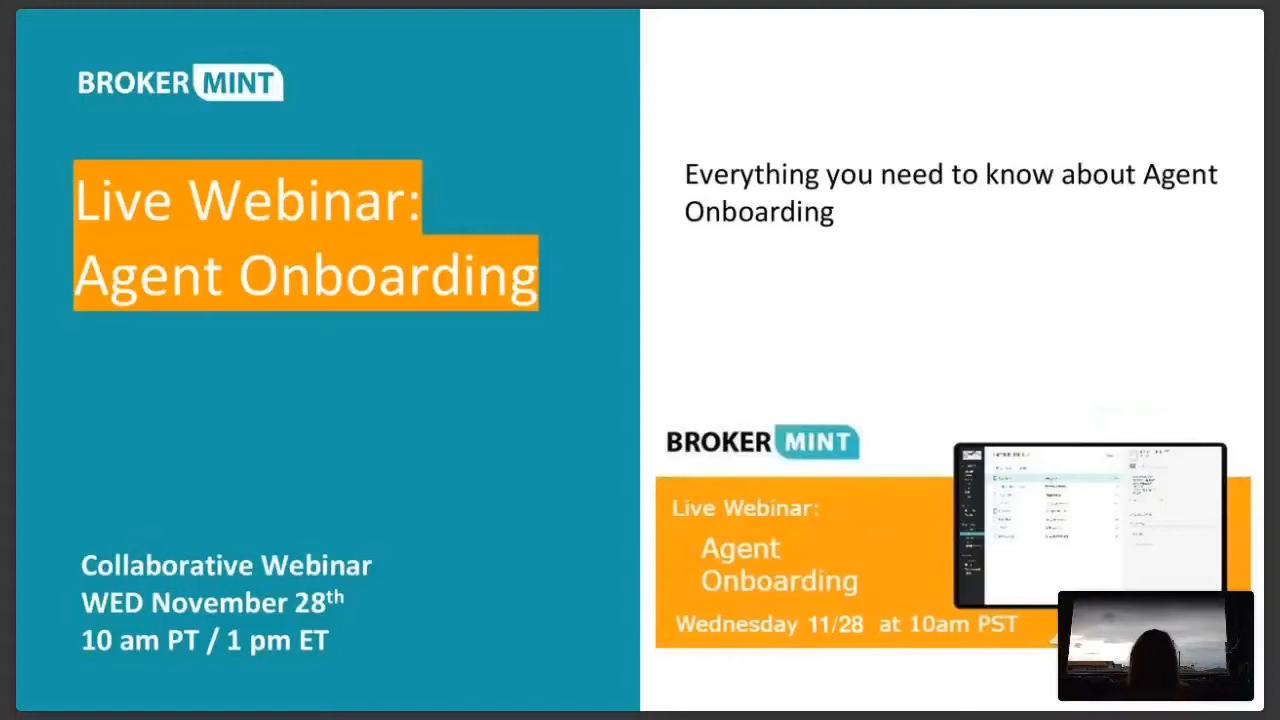 BROKER MINT
Live Webinar:
Agent Onboarding
Collaborative Webinar
WED November 28th
10 am PT / 1 pm ET
Everything you need to know about Agent
Onboarding
BROKER MINT
Live Webinar:
Agent
Onboarding
Wednesday 11/28 at 10am PST